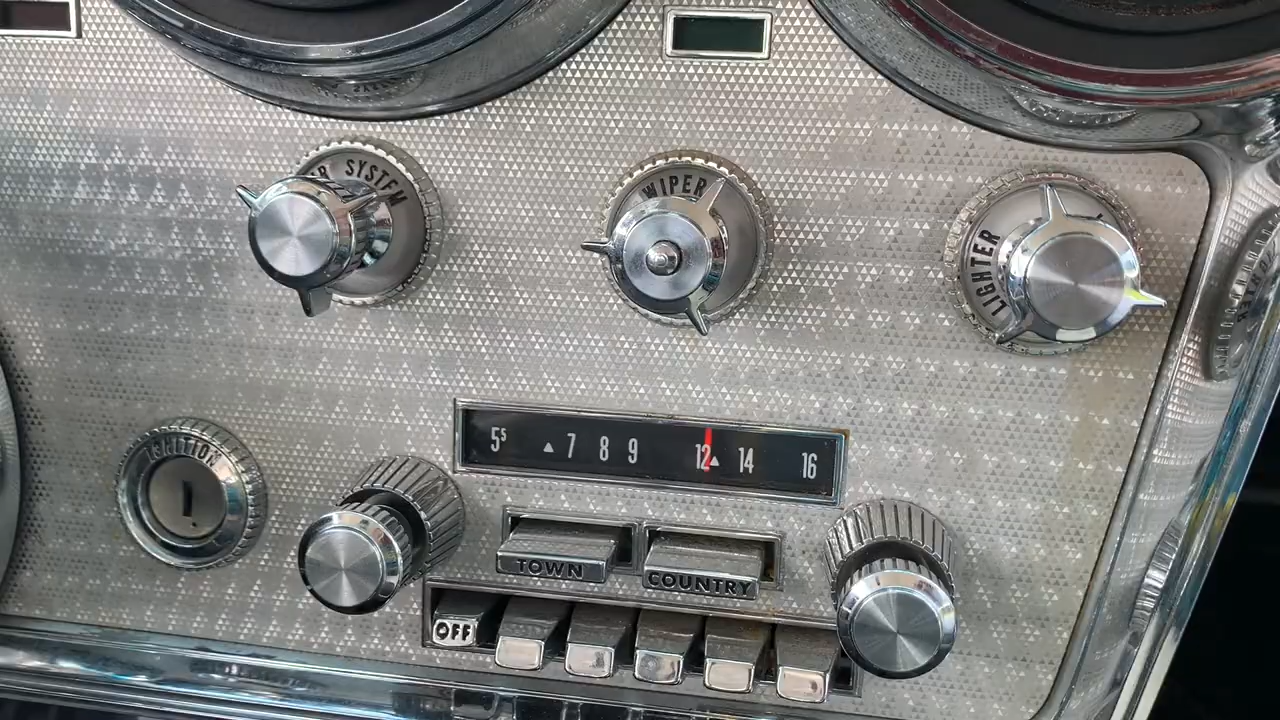 SYSTEM
WIPER
LIGHTER
IGNITION
5⁵ ▲ 7 8 9 12 ▲ 14 16
TOWN
COUNTRY
OFF